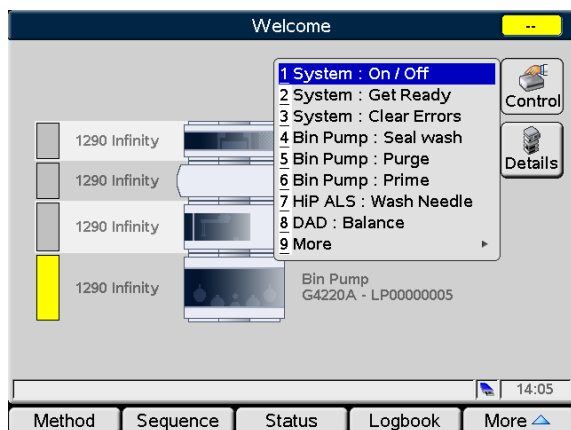 Welcome
--
1 System : On / Off
2 System : Get Ready
3 System : Clear Errors
4 Bin Pump : Seal wash
5 Bin Pump : Purge
6 Bin Pump : Prime
7 HiP ALS : Wash Needle
8 DAD : Balance
9 More
Control
Details
1290 Infinity
1290 Infinity
1290 Infinity
1290 Infinity
Bin Pump
G4220A - LP00000005
14:05
Method Sequence Status Logbook More